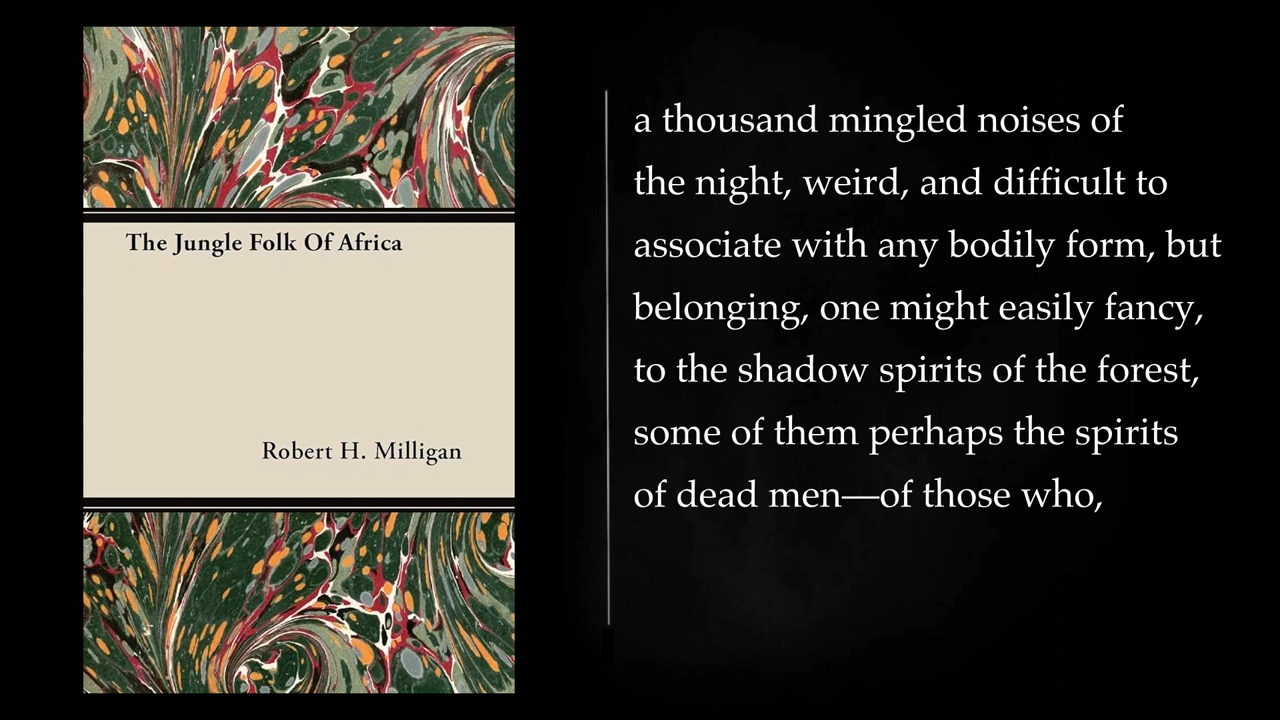 The Jungle Folk Of Africa
Robert H. Milligan
a thousand mingled noises of
the night, weird, and difficult to
associate with any bodily form, but
belonging, one might easily fancy,
to the shadow spirits of the forest,
some of them perhaps the spirits
of dead men—of those who,